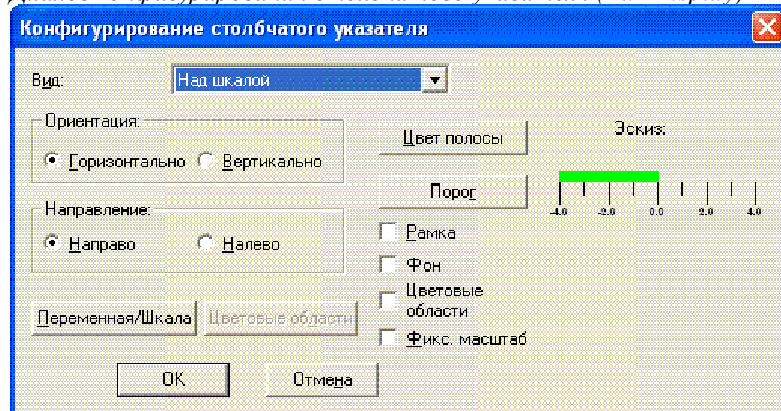 Конфигурирование столбчатого указателя
Вид:
Над шкалой
Ориентация:
Горизонтально
Вертикально
Направление:
Направо
Налево
Переменная/Шкала
Цветовые области
OK
Отмена
Цвет полосы
Порог
Рамка
Фон
Цветовые
области
Фикс. масштаб
Эскиз:
-4.0 -2.0 0.0 2.0 4.0